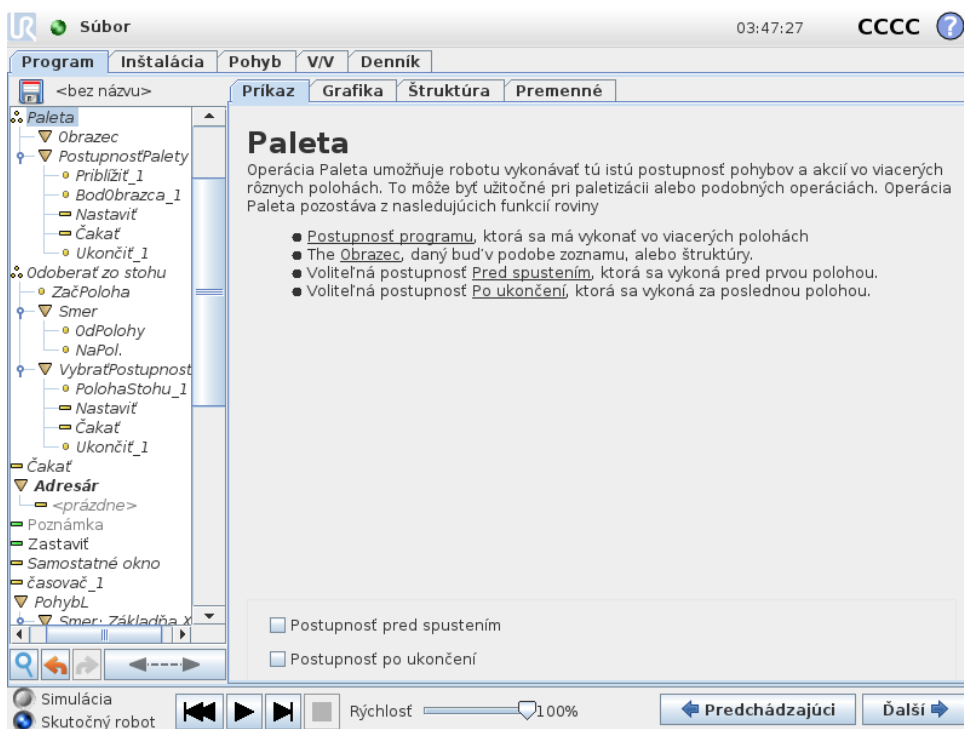 UR Súbor 03:47:27 CCCC ?
Program Inštalácia Pohyb V/V Denník
<bez názvu> Príkaz Grafika Štruktúra Premenné
Paleta
Obrazec
PostupnosťPalety
Priblížiť_1
BodObrazca_1
Nastaviť
Čakať
Ukončiť_1
Odoberať zo stohu
ZačPoloha
Smer
OdPolohy
NaPol.
VybraťPostupnost
PolohaStohu_1
Nastaviť
Čakať
Ukončiť_1
Čakať
Adresár
<prázdne>
Poznámka
Zastaviť
Samostatné okno
časovač_1
PohybL
Smer: Základňa X
Paleta
Operácia Paleta umožňuje robotu vykonávať tú istú postupnosť pohybov a akcií vo viacerých
rôznych polohách. To môže byť užitočné pri paletizácii alebo podobných operáciách. Operácia
Paleta pozostáva z nasledujúcich funkcií roviny
Postupnosť programu, ktorá sa má vykonať vo viacerých polohách
The Obrazec, daný buď v podobe zoznamu, alebo štruktúry.
Voliteľná postupnosť Pred spustením, ktorá sa vykoná pred prvou polohou.
Voliteľná postupnosť Po ukončení, ktorá sa vykoná za poslednou polohou.
Postupnosť pred spustením
Postupnosť po ukončení
Simulácia
Skutočný robot
Rýchlosť 100%
Predchádzajúci Ďalší